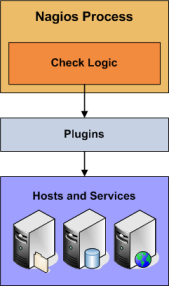 Nagios Process
Check Logic
Plugins
Hosts and Services